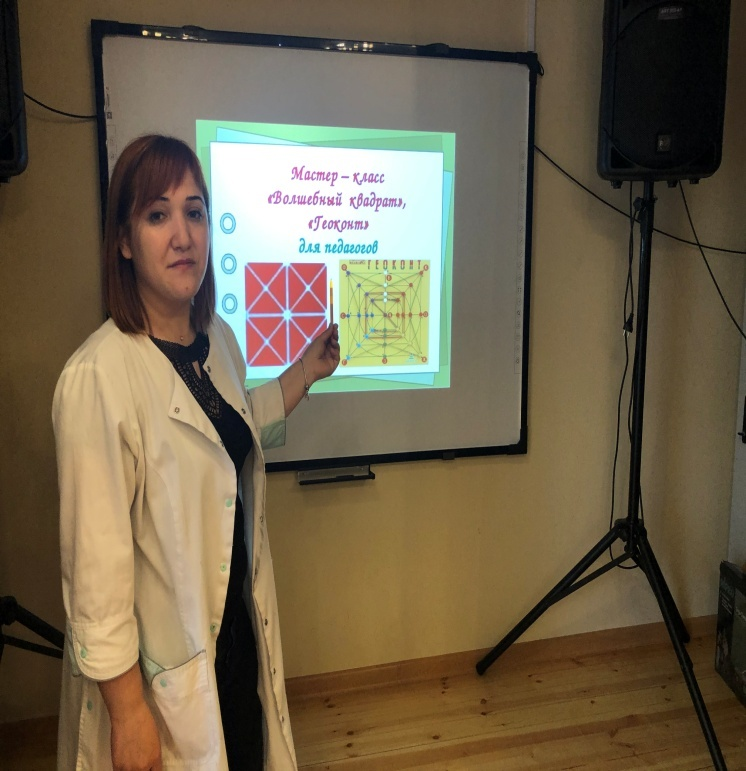 Мастер – класс
«Волшебный квадрат»,
«Геоконт»
для педагогов
ГЕОКОНТ